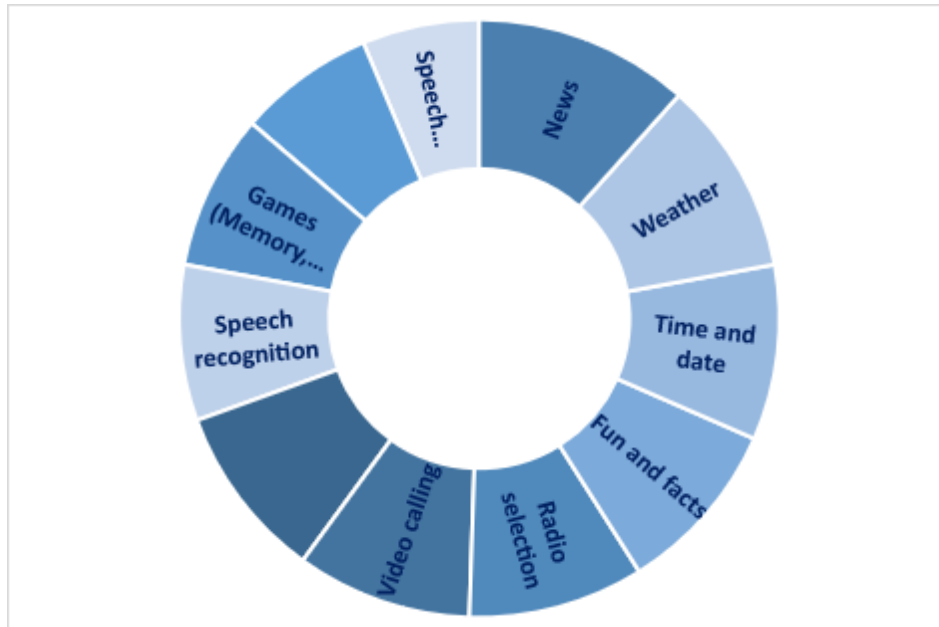 News
Weather
Time and
date
Fun and facts
Radio
selection
Video calling
Speech
recognition
Games
(Memory,...
Speech...